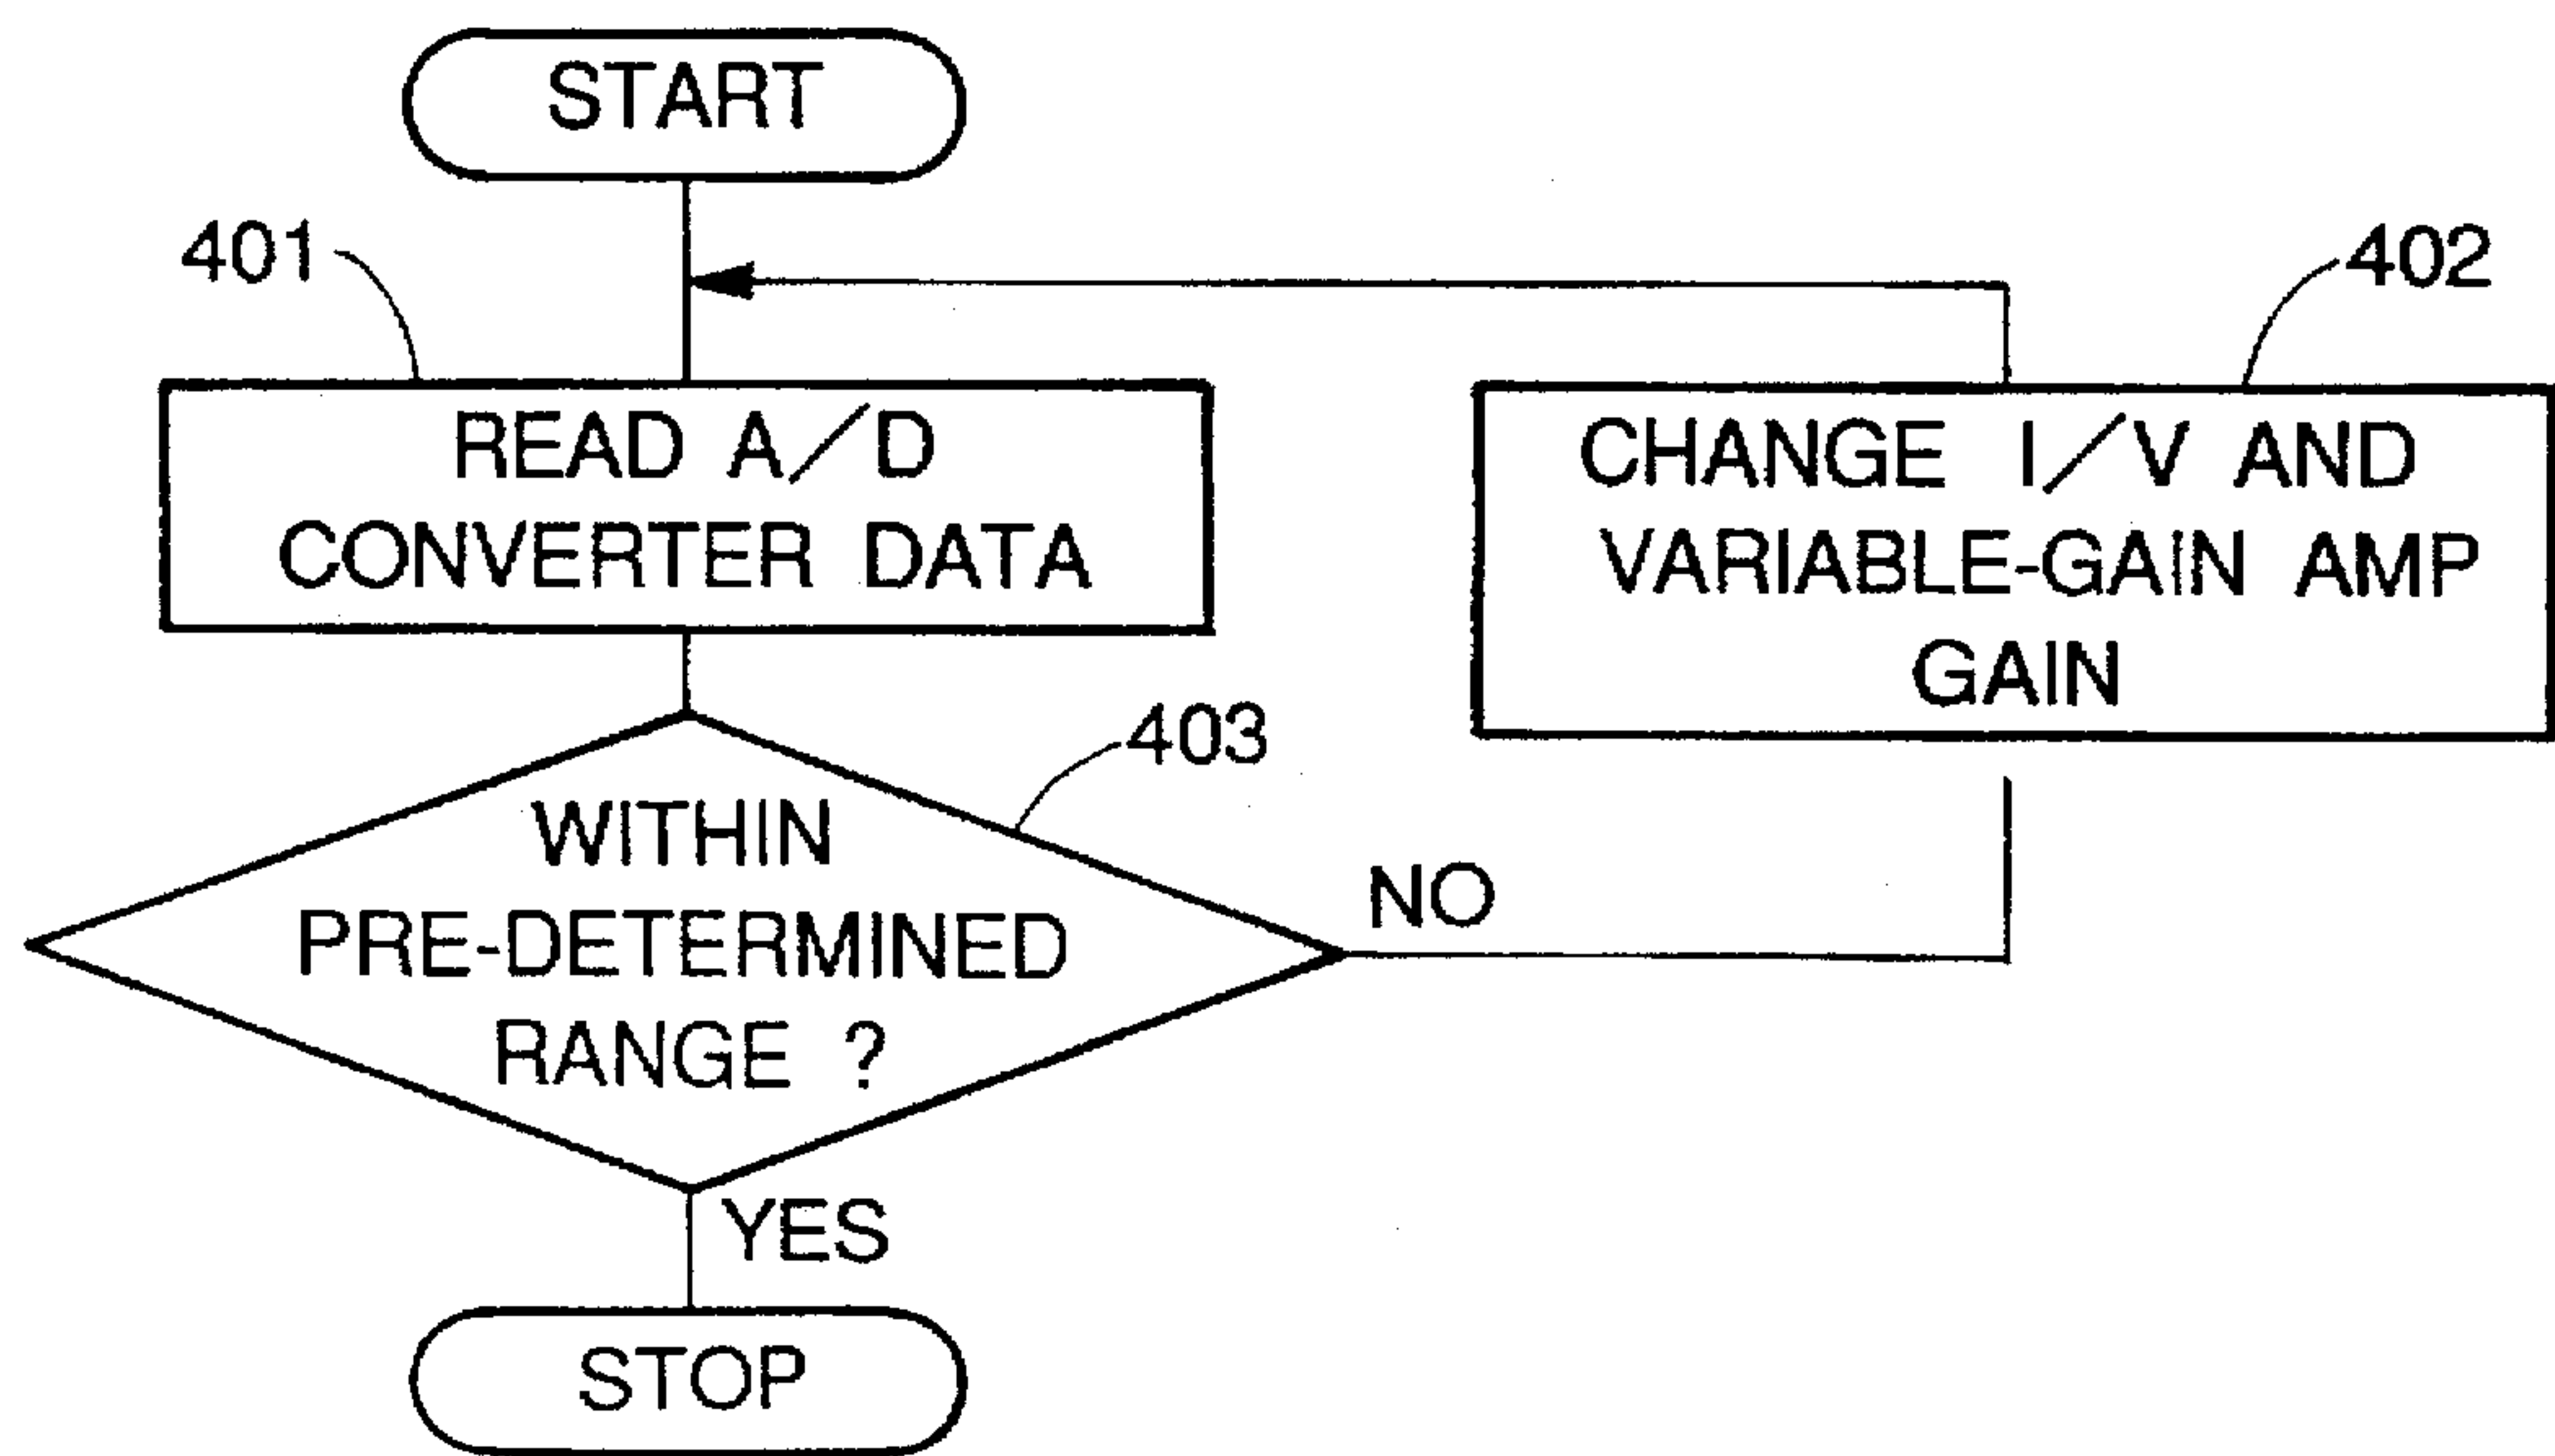 START
401
402
READ A/D
CONVERTER DATA
CHANGE I/V AND
VARIABLE-GAIN AMP
GAIN
403
WITHIN
PRE-DETERMINED
RANGE ?
NO
YES
STOP